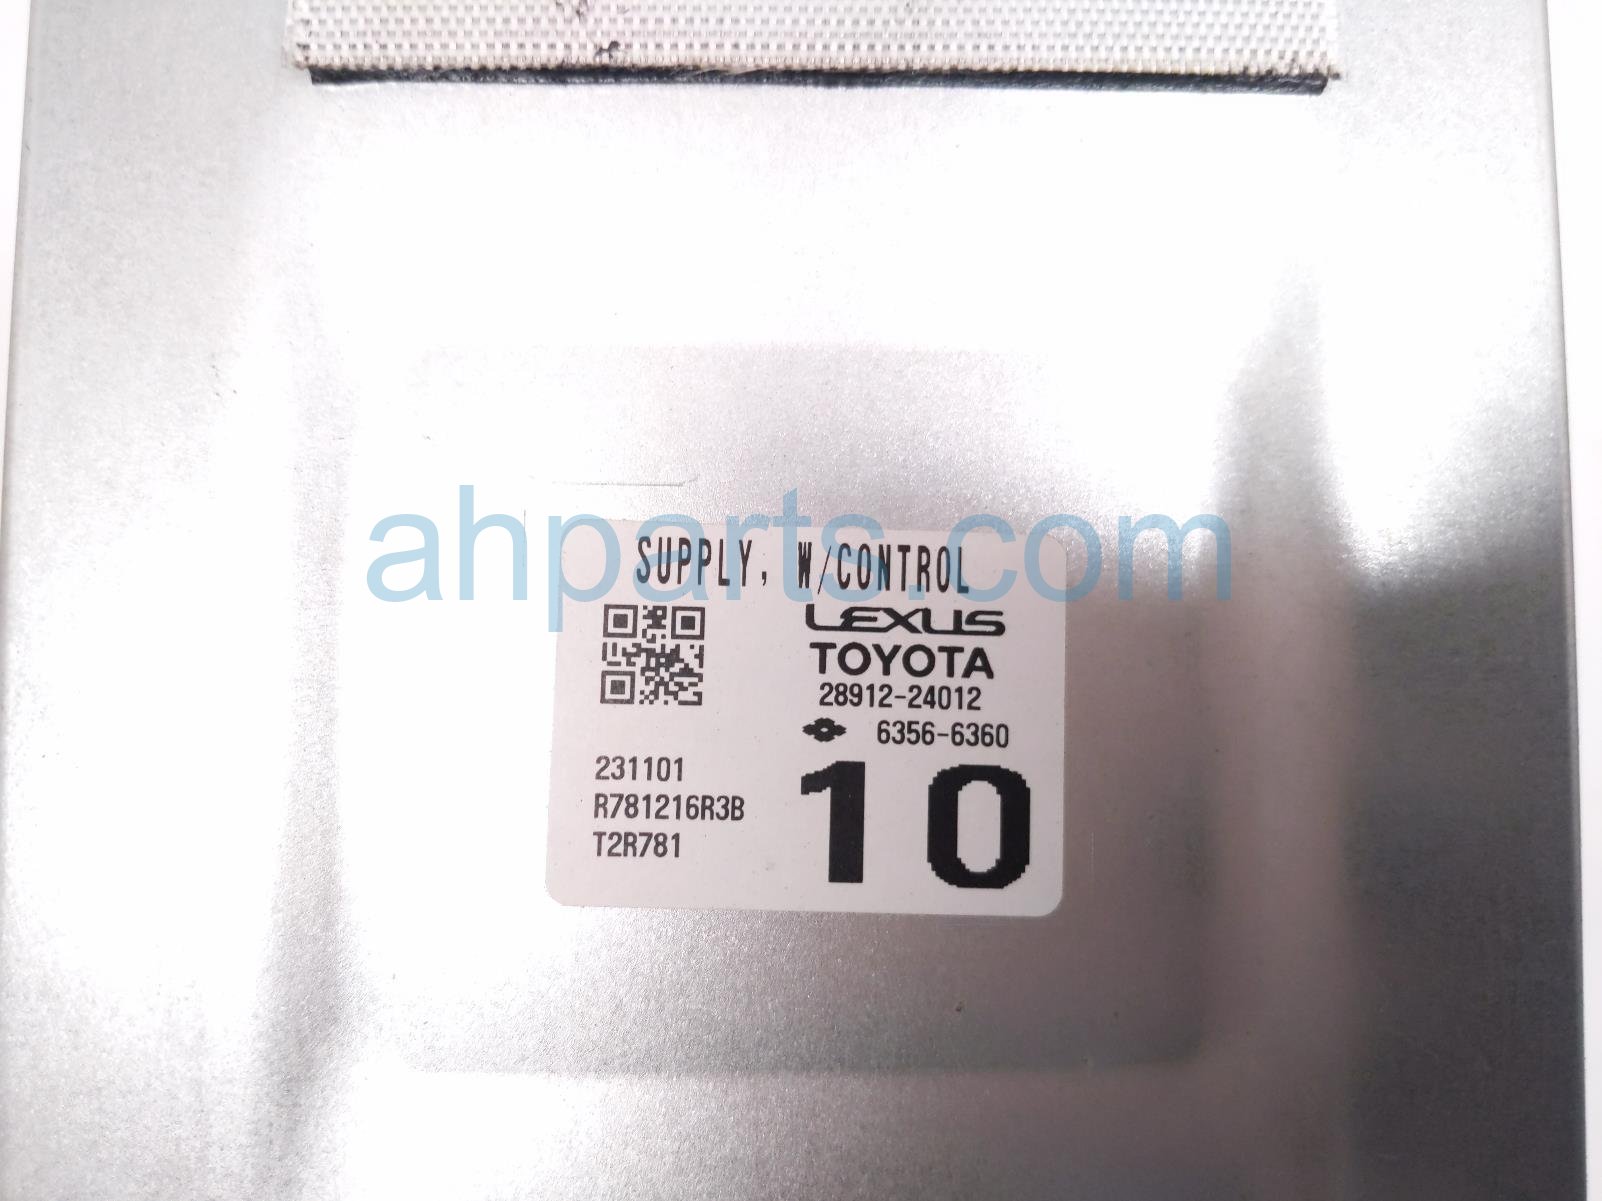 ahparts.com
SUPPLY, W/CONTROL
LEXUS
TOYOTA
28912-24012
6356-6360
231101
R781216R3B
T2R781
10